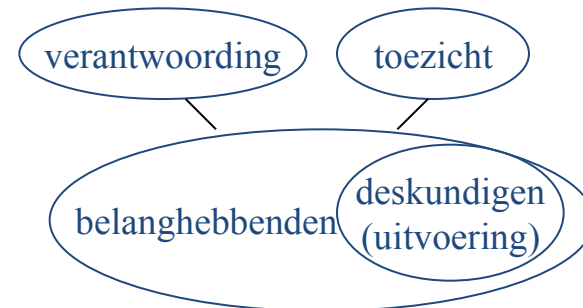 verantwoording
toezicht
belanghebbenden
deskundigen
(uitvoering)